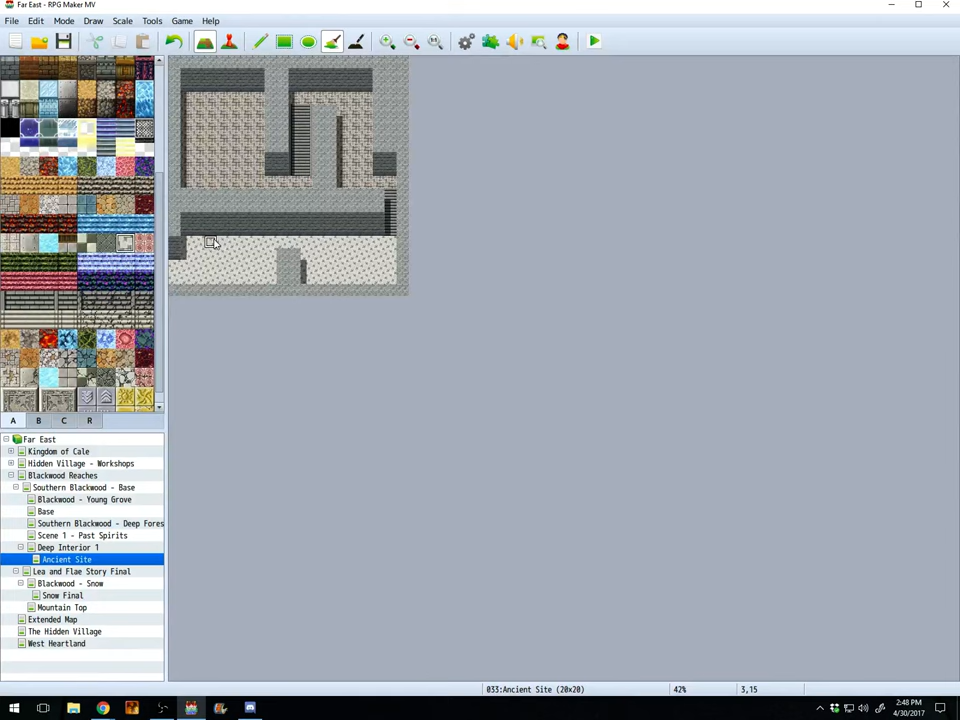 Far East - RPG Maker MV
File Edit Mode Draw Scale Tools Game Help
1:1
A B C R
Far East
Kingdom of Cale
Hidden Village - Workshops
Blackwood Reaches
Southern Blackwood - Base
Blackwood - Young Grove
Base
Southern Blackwood - Deep Fores
Scene 1 - Past Spirits
Deep Interior 1
Ancient Site
Lea and Flae Story Final
Blackwood - Snow
Snow Final
Mountain Top
Extended Map
The Hidden Village
West Heartland
033:Ancient Site (20x20) 42% 3,15
2:48 PM
4/30/2017